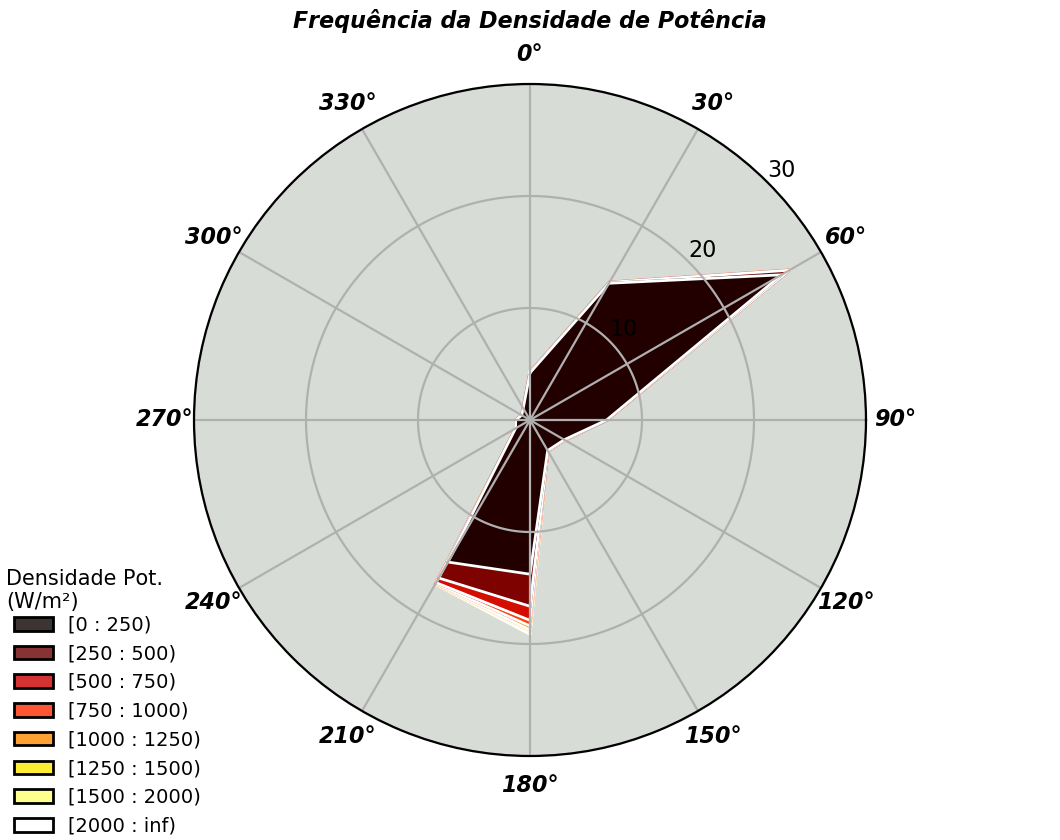 Frequência da Densidade de Potência
0°
330°
30°
30
300°
60°
20
10
270°
90°
240°
120°
210°
150°
180°
Densidade Pot.
(W/m²)
[0 : 250)
[250 : 500)
[500 : 750)
[750 : 1000)
[1000 : 1250)
[1250 : 1500)
[1500 : 2000)
[2000 : inf)